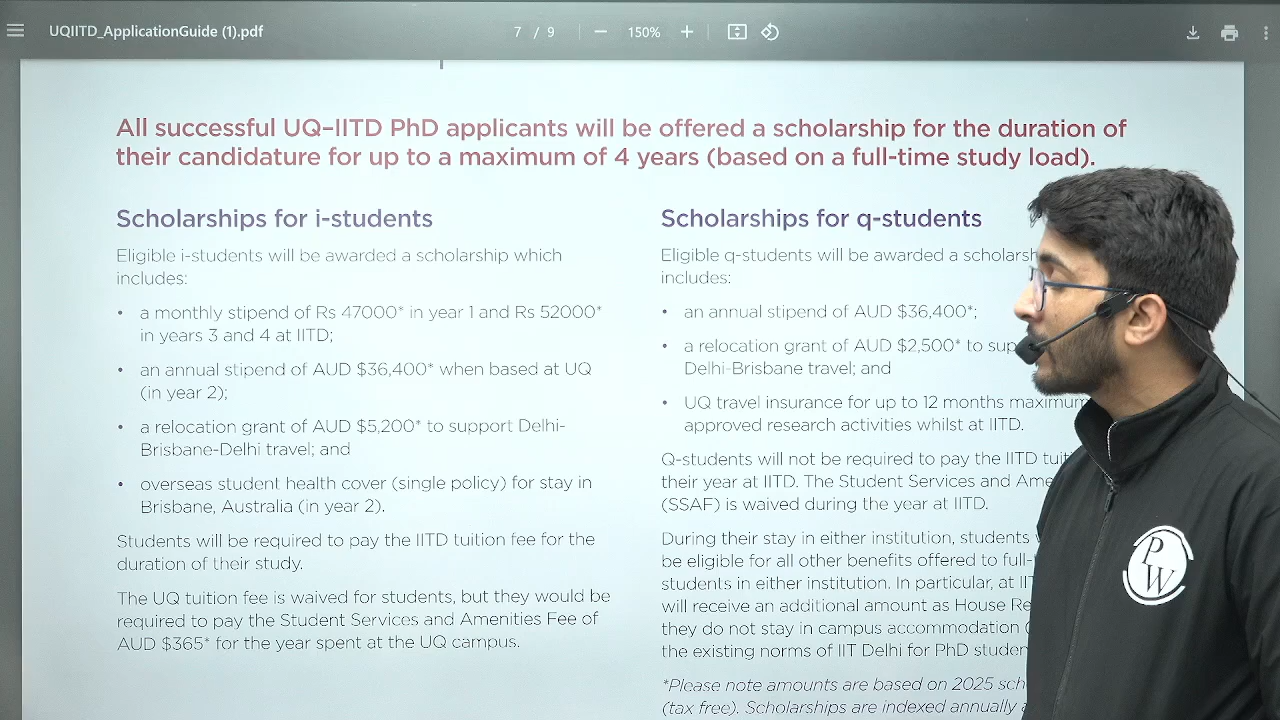 UQIITD_ApplicationGuide (1).pdf
7 / 9
150%
All successful UQ–IITD PhD applicants will be offered a scholarship for the duration of
their candidature for up to a maximum of 4 years (based on a full-time study load).
Scholarships for i-students
Eligible i-students will be awarded a scholarship which
includes:
• a monthly stipend of Rs 47000* in year 1 and Rs 52000*
in years 3 and 4 at IITD;
• an annual stipend of AUD $36,400* when based at UQ
(in year 2);
• a relocation grant of AUD $5,200* to support Delhi-
Brisbane-Delhi travel; and
• overseas student health cover (single policy) for stay in
Brisbane, Australia (in year 2).
Students will be required to pay the IITD tuition fee for the
duration of their study.
The UQ tuition fee is waived for students, but they would be
required to pay the Student Services and Amenities Fee of
AUD $365* for the year spent at the UQ campus.
Scholarships for q-students
Eligible q-students will be awarded a
includes:
• an annual stipend of AUD $36,400*;
• a relocation grant of AUD $2,500* to
Delhi-Brisbane travel; and
• UQ travel insurance for up to 12 months maximum
approved research activities whilst at IITD.
Q-students will not be required to pay the IITD
their year at IITD. The Student Services and
(SSAF) is waived during the year at IITD.
During their stay in either institution, students
be eligible for all other benefits offered to
students in either institution. In particular, at
will receive an additional amount as House
they do not stay in campus accommodation
the existing norms of IIT Delhi for PhD
*Please note amounts are based on 2025
(tax free). Scholarships are indexed annually
PW